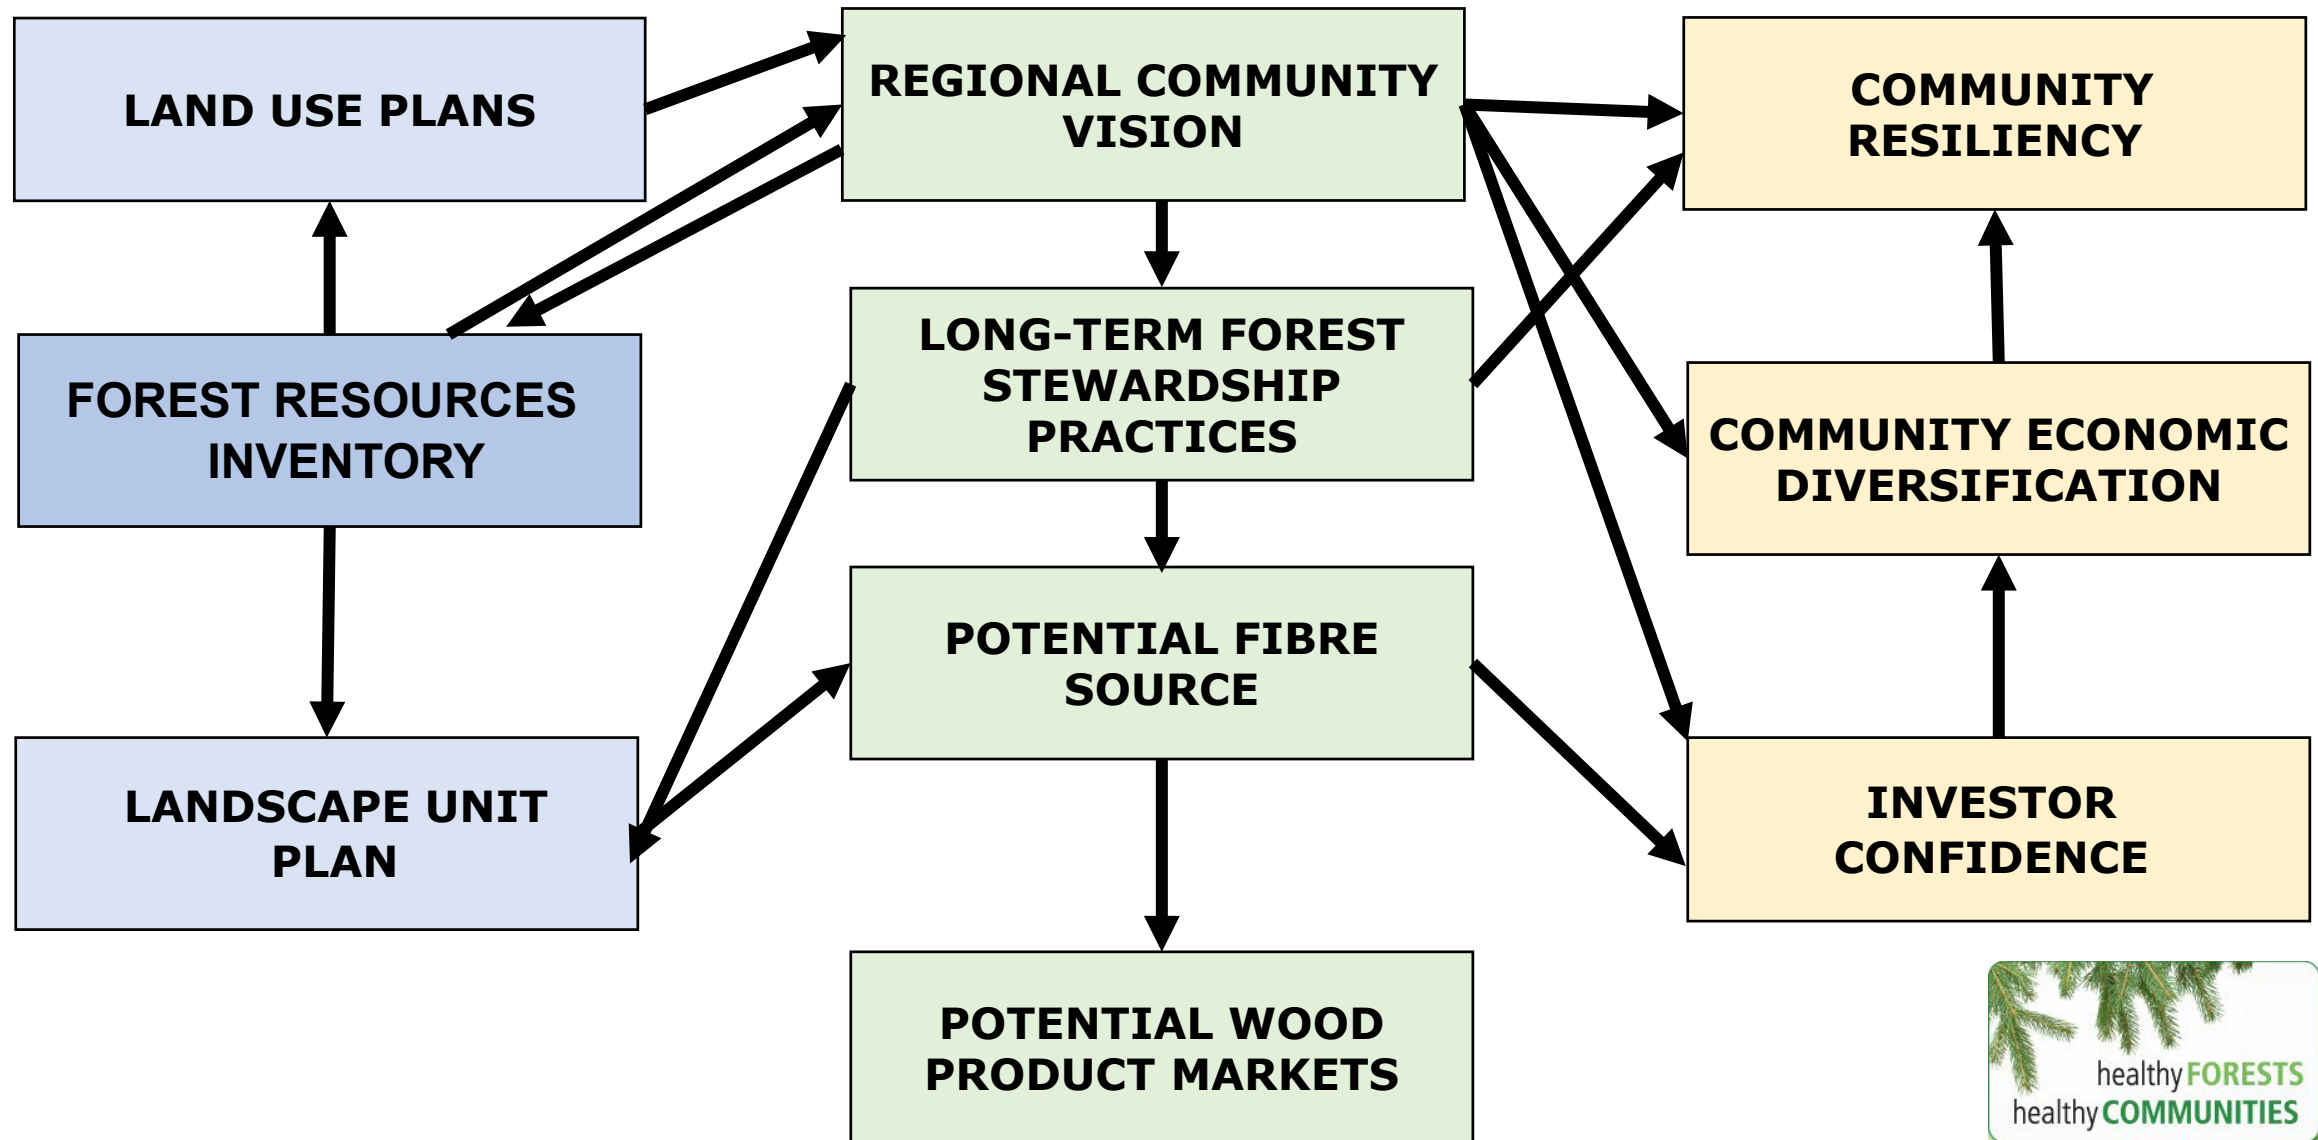 LAND USE PLANS
REGIONAL COMMUNITY
VISION
COMMUNITY
RESILIENCY
FOREST RESOURCES
INVENTORY
LONG-TERM FOREST
STEWARDSHIP
PRACTICES
COMMUNITY ECONOMIC
DIVERSIFICATION
POTENTIAL FIBRE
SOURCE
LANDSCAPE UNIT
PLAN
INVESTOR
CONFIDENCE
POTENTIAL WOOD
PRODUCT MARKETS
healthy FORESTS
healthy COMMUNITIES